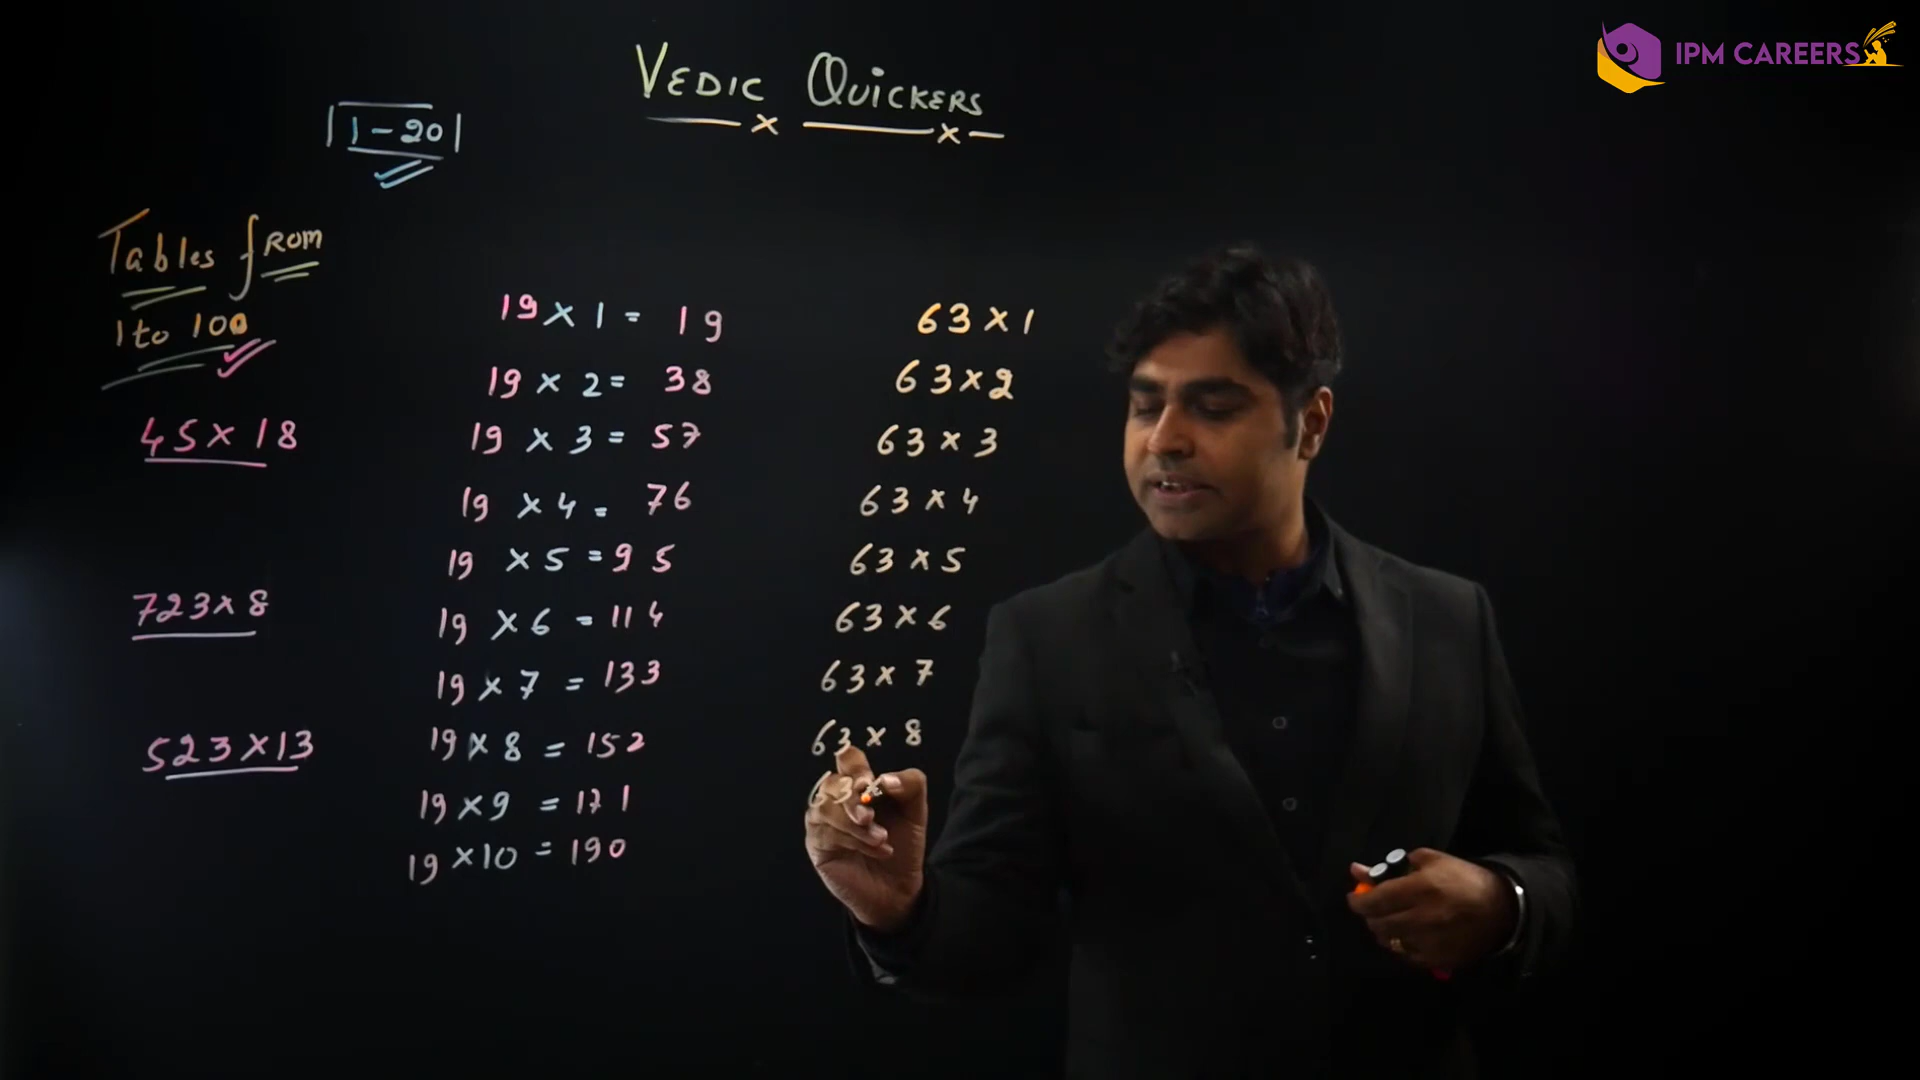 IPM CAREERS
VEDIC QUICKERS
1-20
Tables from
1 to 100
45 × 18
723 × 8
523 × 13
19 × 1 = 19
19 × 2 = 38
19 × 3 = 57
19 × 4 = 76
19 × 5 = 95
19 × 6 = 114
19 × 7 = 133
19 × 8 = 152
19 × 9 = 171
19 × 10 = 190
63 × 1
63 × 2
63 × 3
63 × 4
63 × 5
63 × 6
63 × 7
63 × 8
63 ×